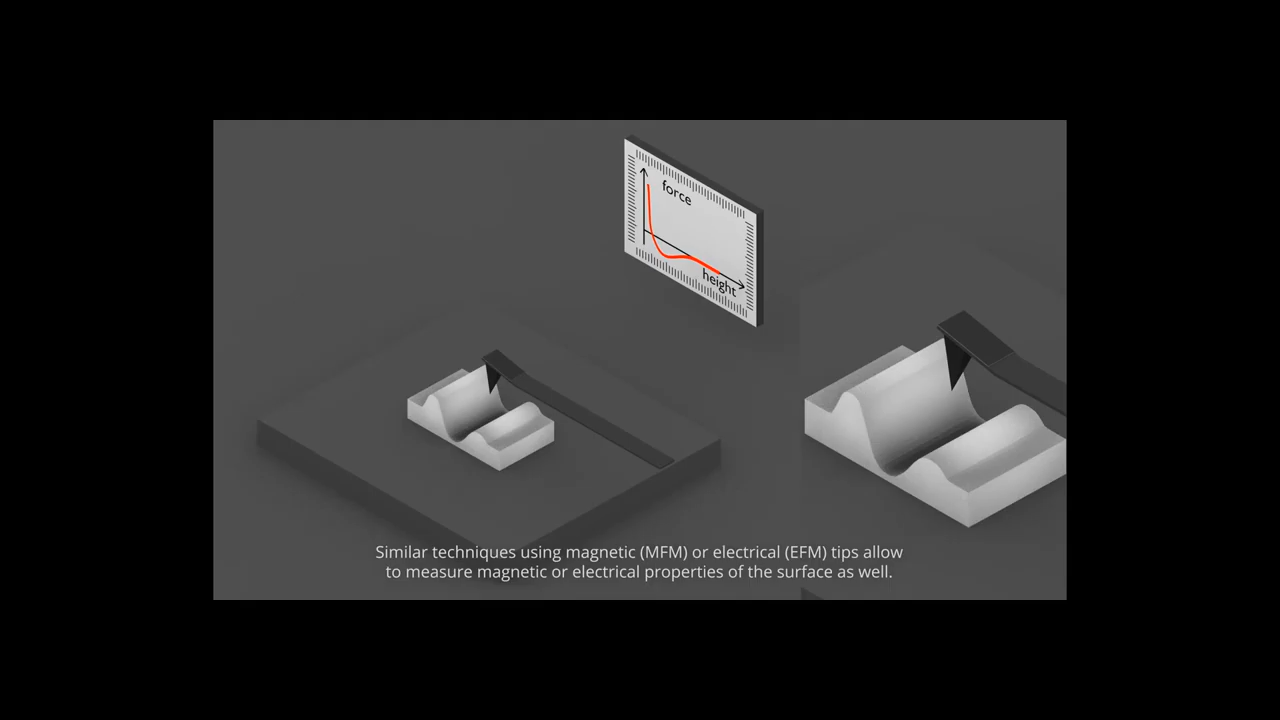 force
height
Similar techniques using magnetic (MFM) or electrical (EFM) tips allow
to measure magnetic or electrical properties of the surface as well.